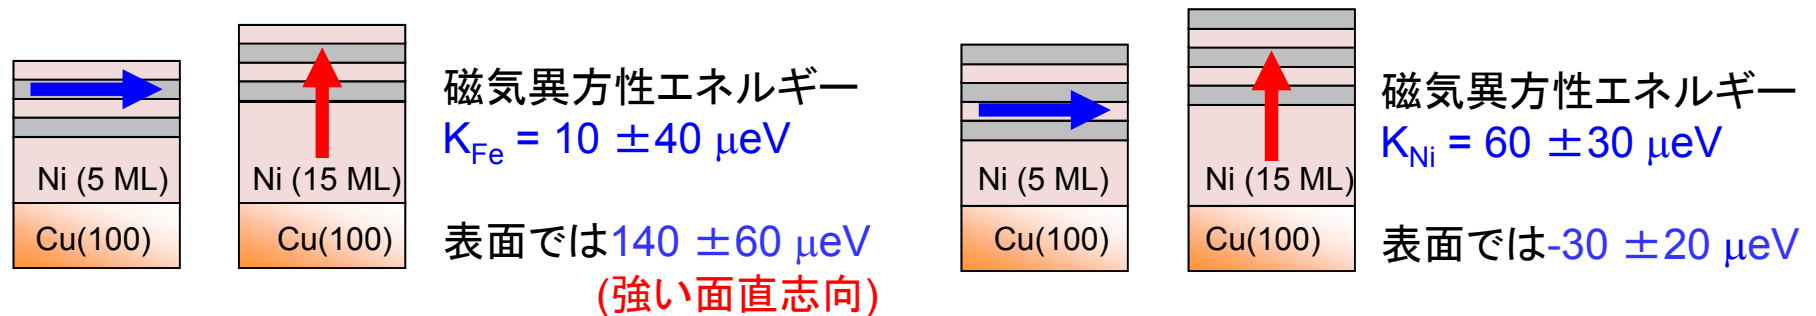 Ni (5 ML)
Cu(100)
Ni (15 ML)
Cu(100)
磁気異方性エネルギー
K_Fe = 10 ±40 μeV
表面では140 ±60 μeV
(強い面直志向)
Ni (5 ML)
Cu(100)
Ni (15 ML)
Cu(100)
磁気異方性エネルギー
K_Ni = 60 ±30 μeV
表面では-30 ±20 μeV